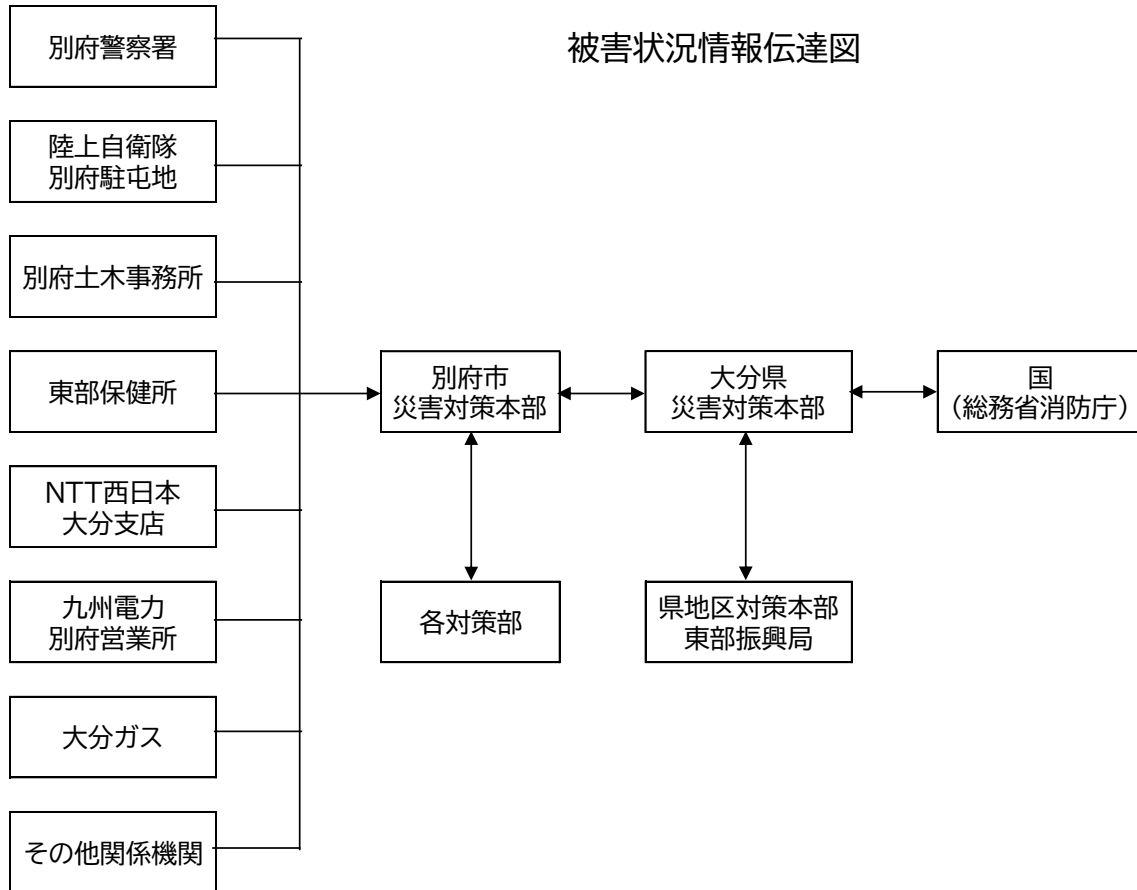 被害状況情報伝達図
別府警察署
陸上自衛隊
別府駐屯地
別府土木事務所
東部保健所
NTT西日本
大分支店
九州電力
別府営業所
大分ガス
その他関係機関
別府市
災害対策本部
各対策部
大分県
災害対策本部
県地区対策本部
東部振興局
国
(総務省消防庁)